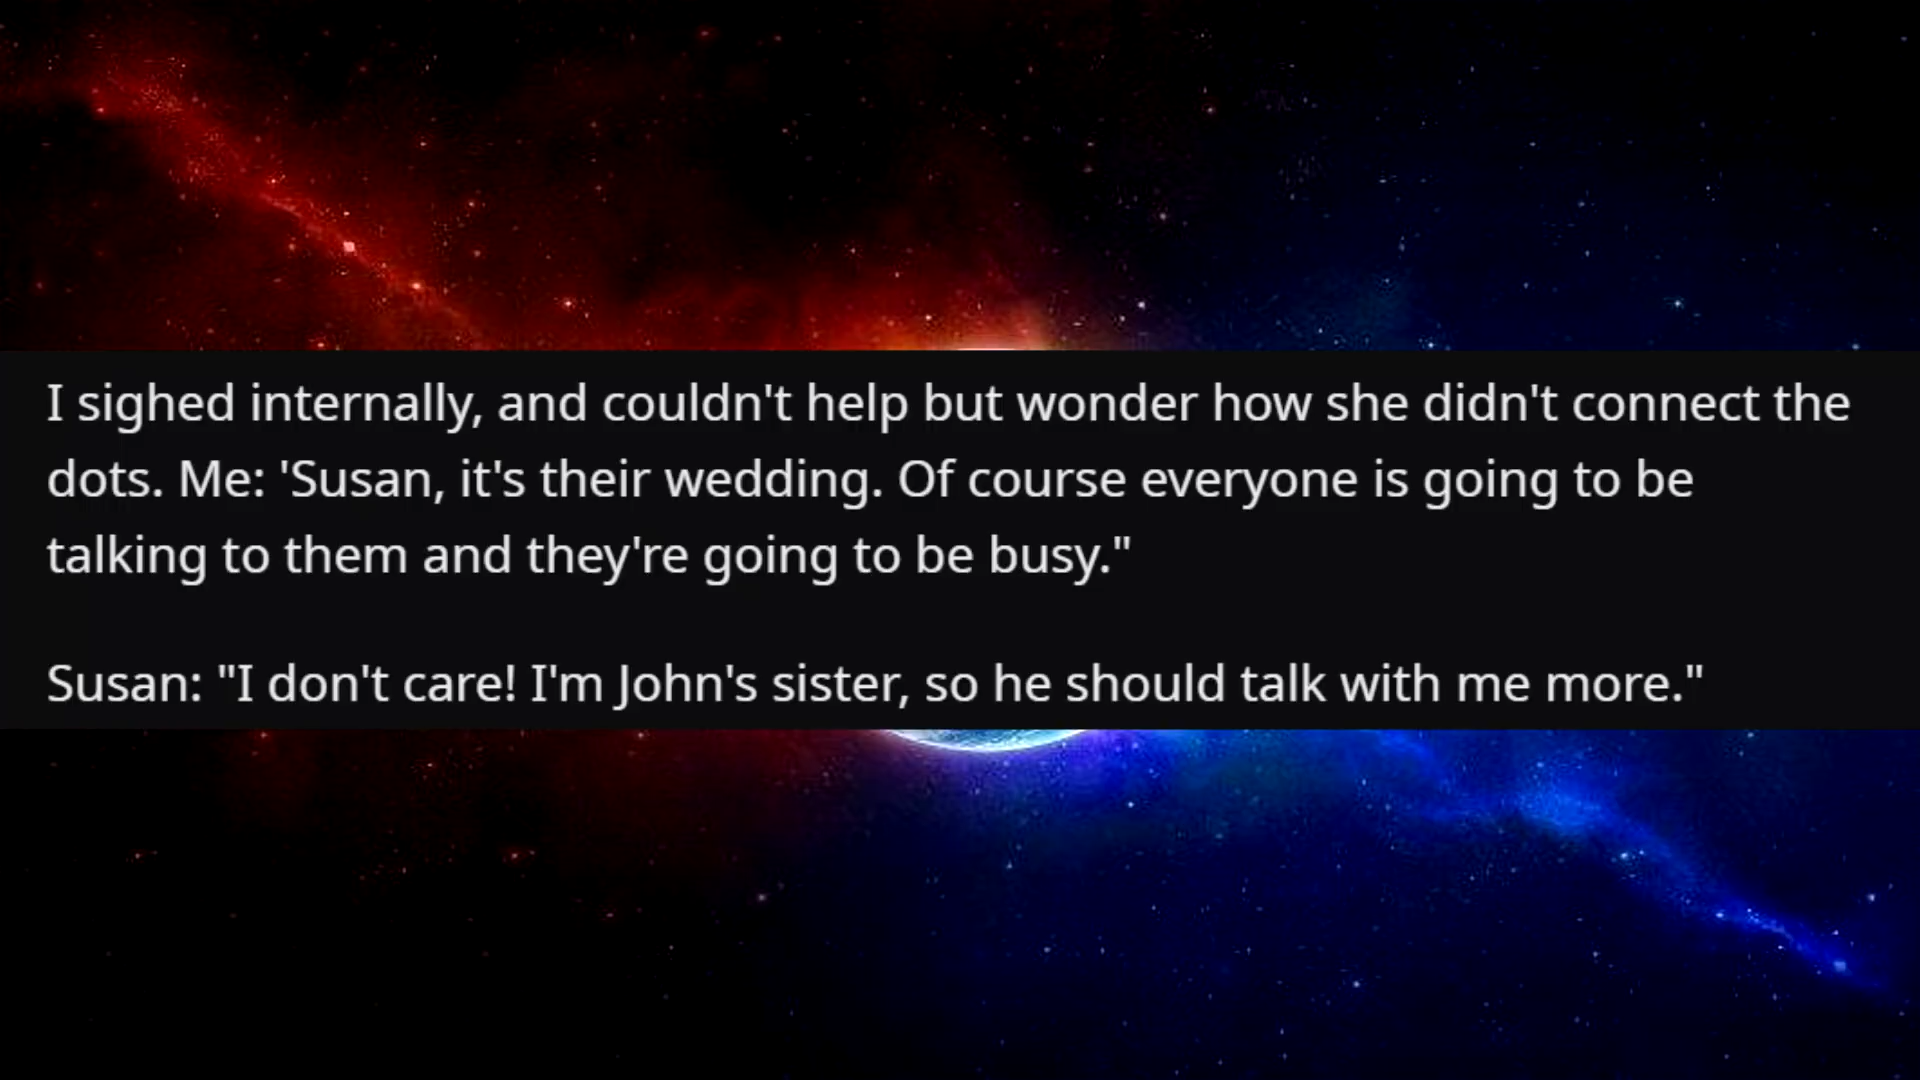 I sighed internally, and couldn't help but wonder how she didn't connect the
dots. Me: 'Susan, it's their wedding. Of course everyone is going to be
talking to them and they're going to be busy."
Susan: "I don't care! I'm John's sister, so he should talk with me more."